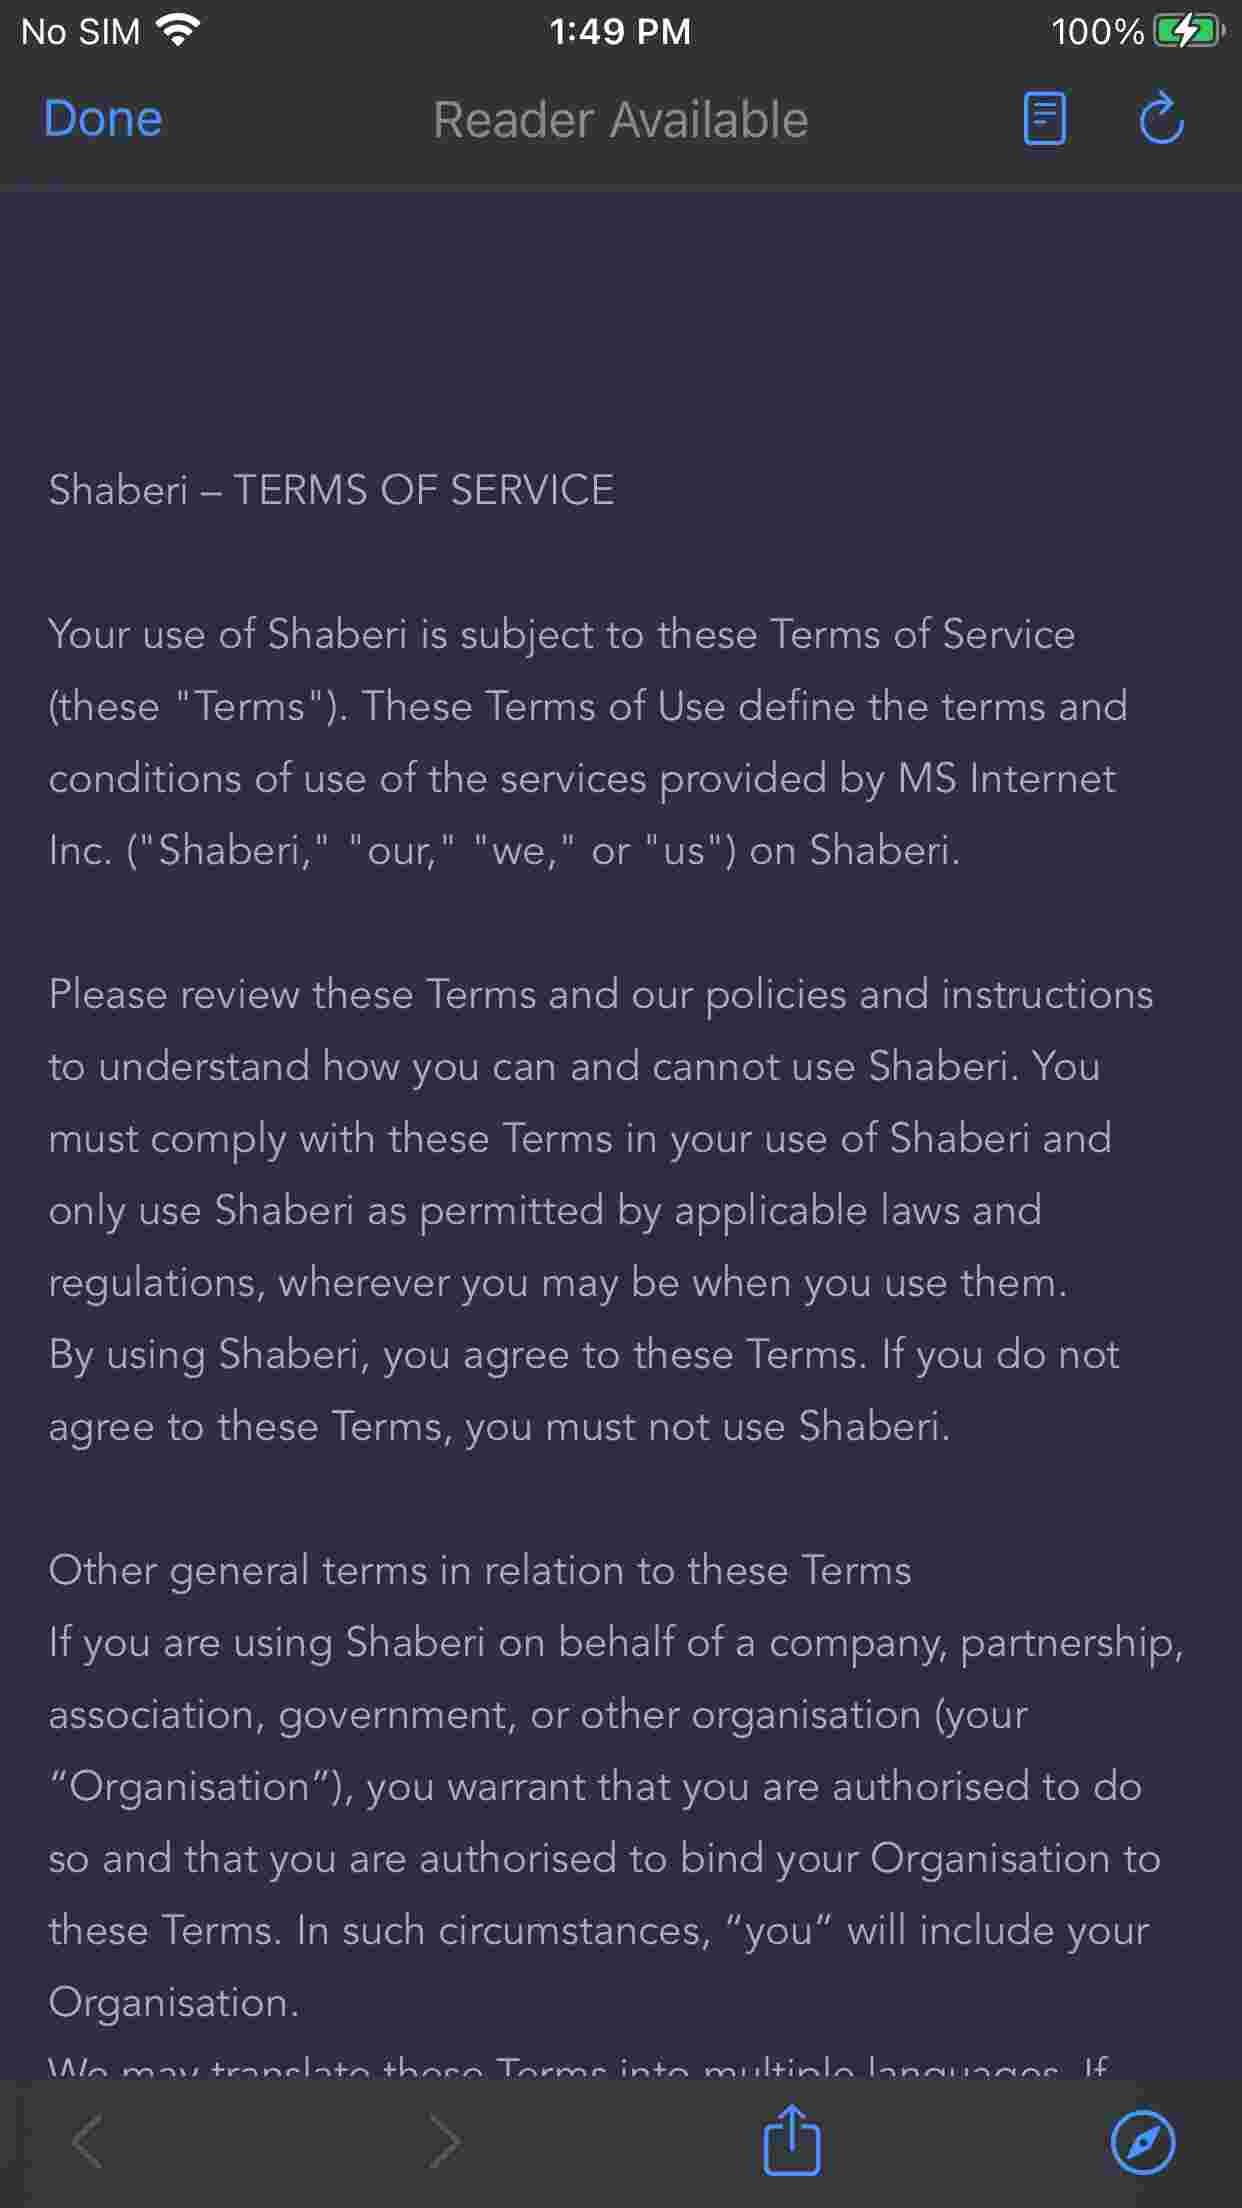 No SIM 1:49 PM 100%
Done Reader Available
Shaberi – TERMS OF SERVICE
Your use of Shaberi is subject to these Terms of Service
(these "Terms"). These Terms of Use define the terms and
conditions of use of the services provided by MS Internet
Inc. ("Shaberi," "our," "we," or "us") on Shaberi.
Please review these Terms and our policies and instructions
to understand how you can and cannot use Shaberi. You
must comply with these Terms in your use of Shaberi and
only use Shaberi as permitted by applicable laws and
regulations, wherever you may be when you use them.
By using Shaberi, you agree to these Terms. If you do not
agree to these Terms, you must not use Shaberi.
Other general terms in relation to these Terms
If you are using Shaberi on behalf of a company, partnership,
association, government, or other organisation (your
“Organisation”), you warrant that you are authorised to do
so and that you are authorised to bind your Organisation to
these Terms. In such circumstances, “you” will include your
Organisation.
We may translate these Terms into multiple languages. If